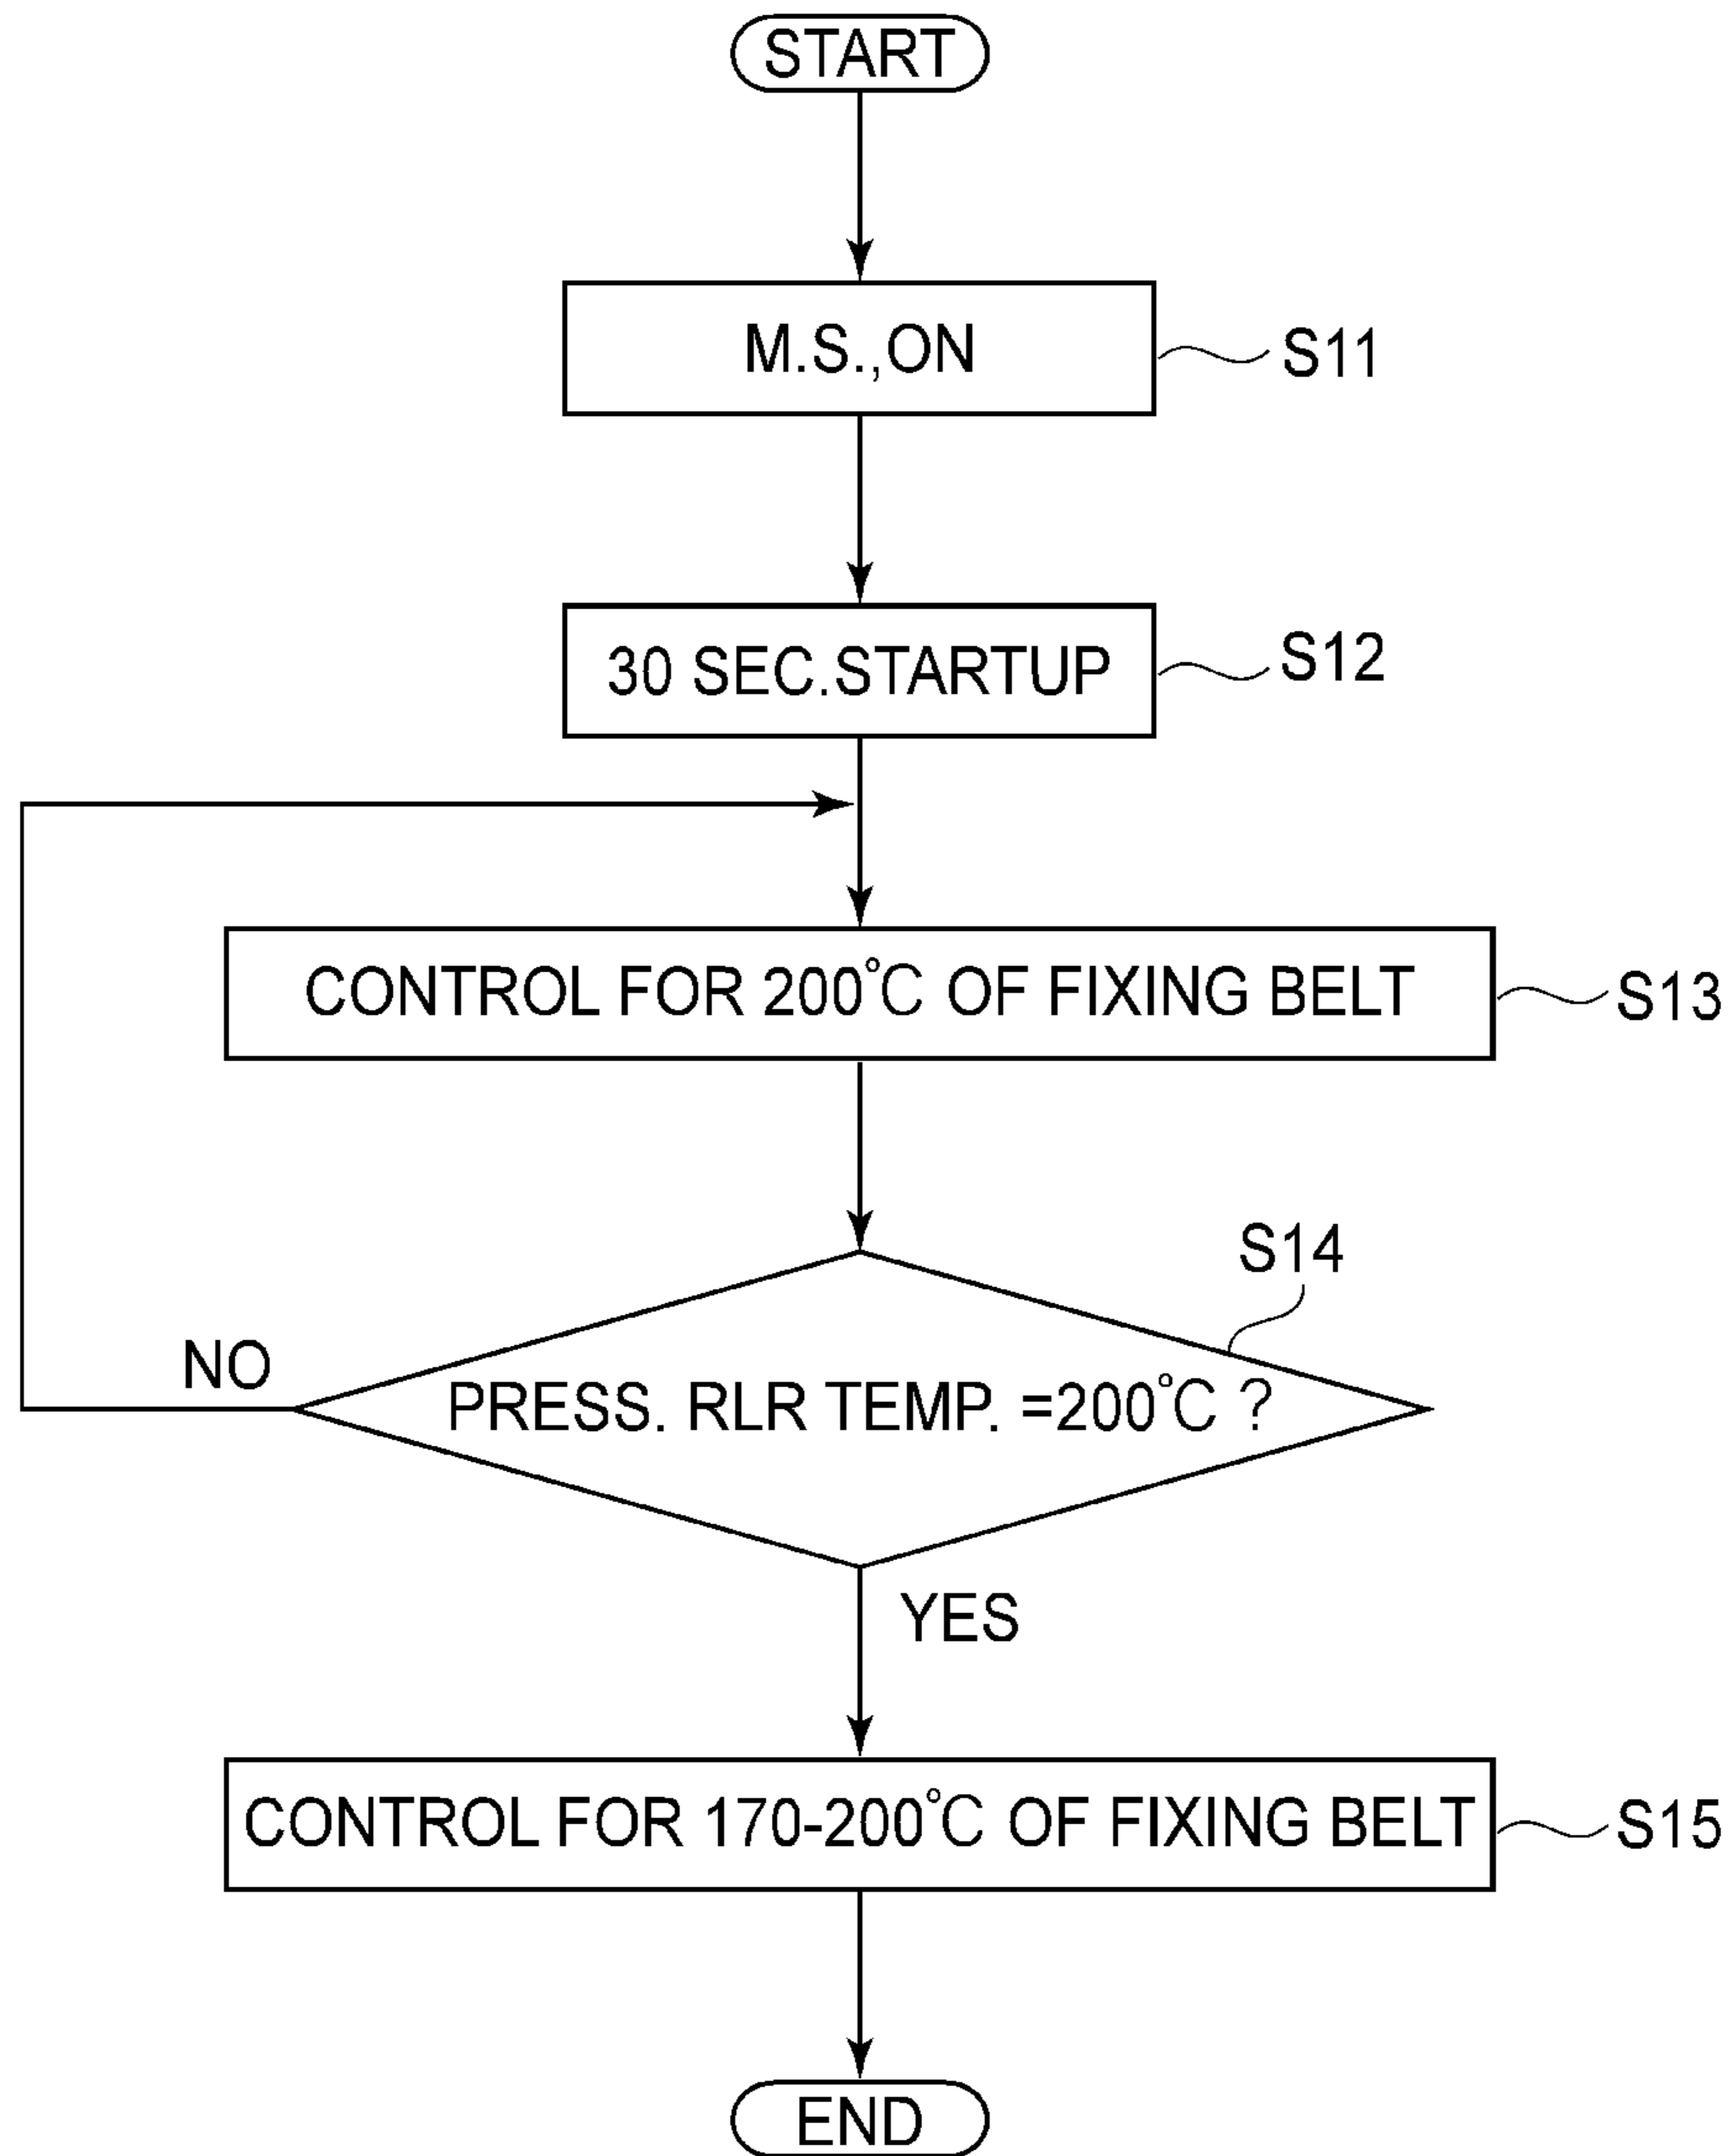 START
M.S.,ON
S11
30 SEC.STARTUP
S12
CONTROL FOR 200°C OF FIXING BELT
S13
S14
NO
PRESS. RLR TEMP. =200°C ?
YES
CONTROL FOR 170-200°C OF FIXING BELT
S15
END